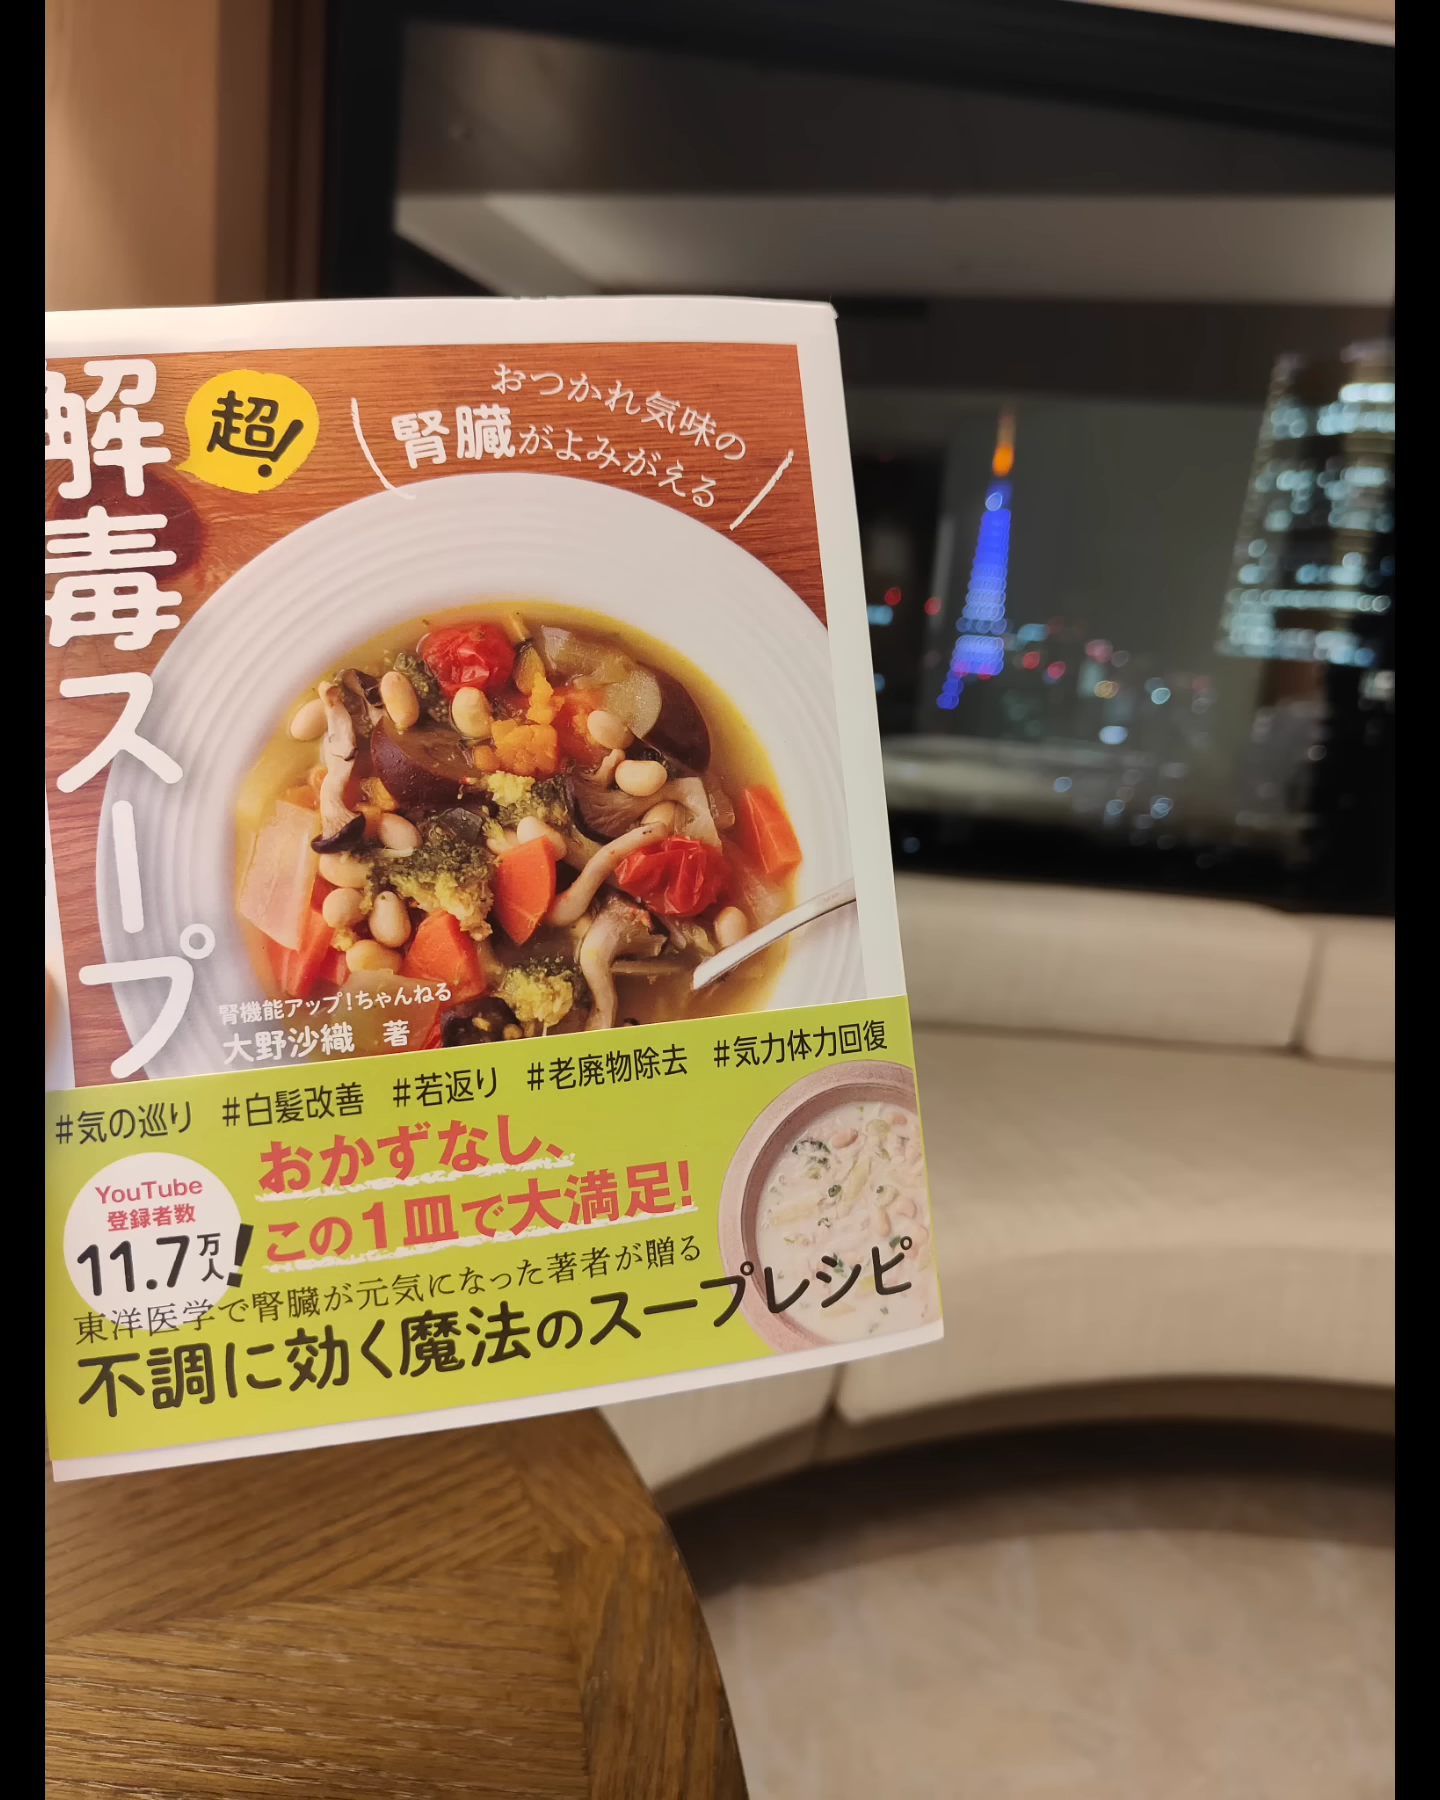 超!
解毒スープ
おつかれ気味の
腎臓がよみがえる
腎機能アップ!ちゃんねる
大野沙織 著
#気の巡り #白髪改善 #若返り #老廃物除去 #気力体力回復
YouTube
登録者数
11.7万人!
おかずなし、
この1皿で大満足!
東洋医学で腎臓が元気になった著者が贈る
不調に効く魔法のスープレシピ